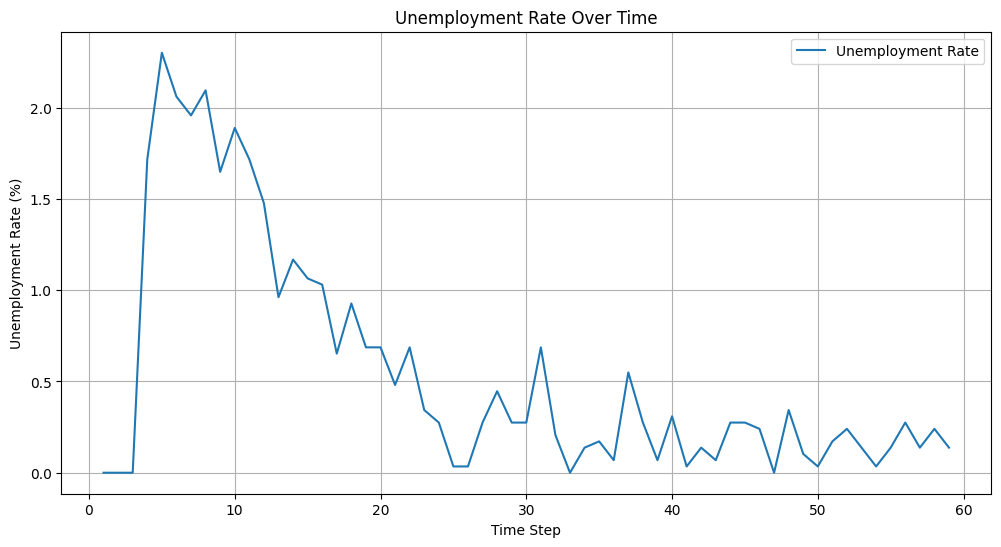 Unemployment Rate Over Time
Unemployment Rate
Unemployment Rate (%)
2.0
1.5
1.0
0.5
0.0
0 10 20 30 40 50 60
Time Step